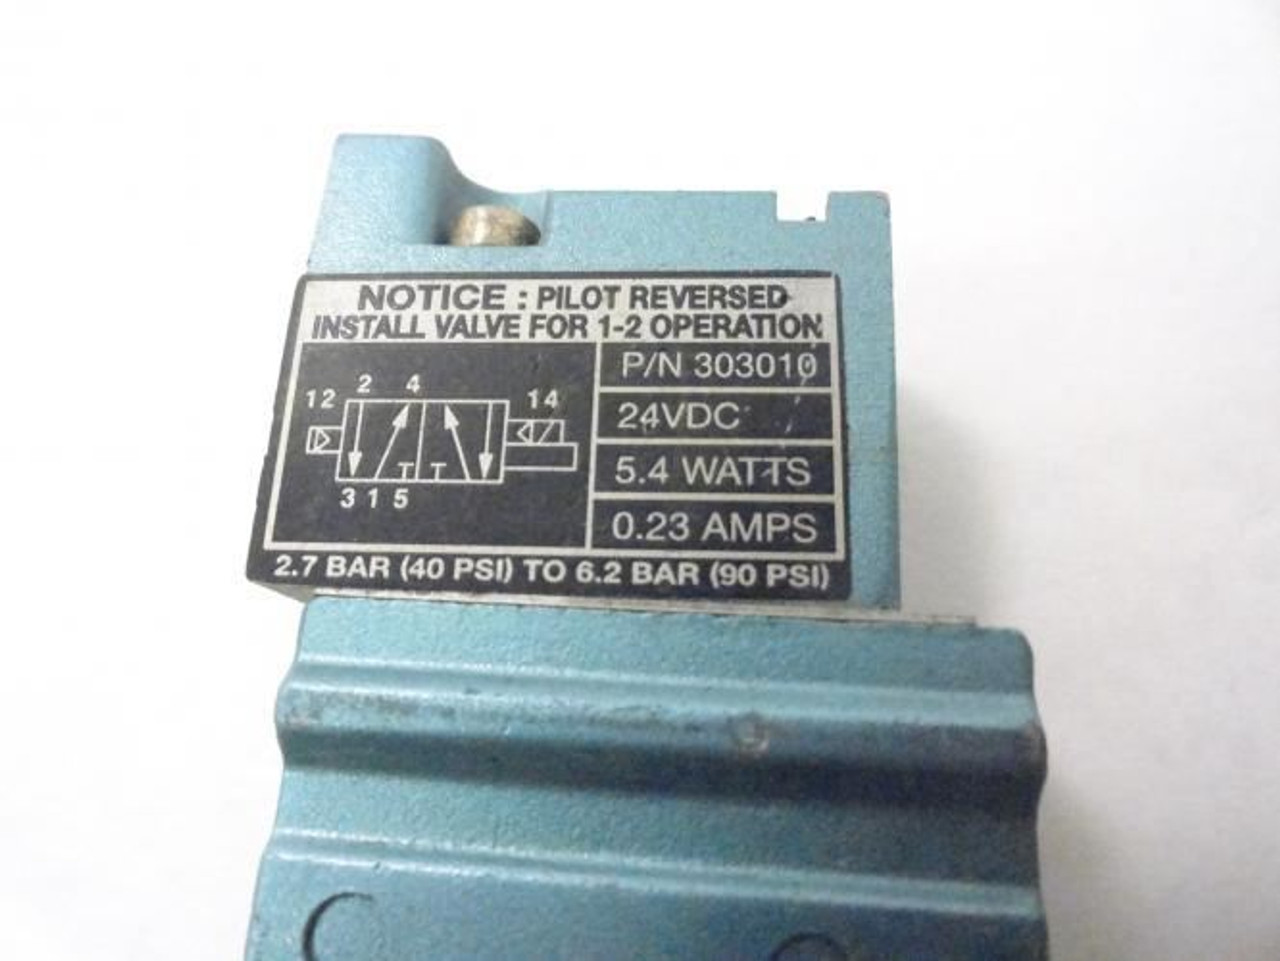 NOTICE : PILOT REVERSED
INSTALL VALVE FOR 1-2 OPERATION
P/N 303010
24VDC
5.4 WATTS
0.23 AMPS
2 4
12 14
3 1 5
2.7 BAR (40 PSI) TO 6.2 BAR (90 PSI)